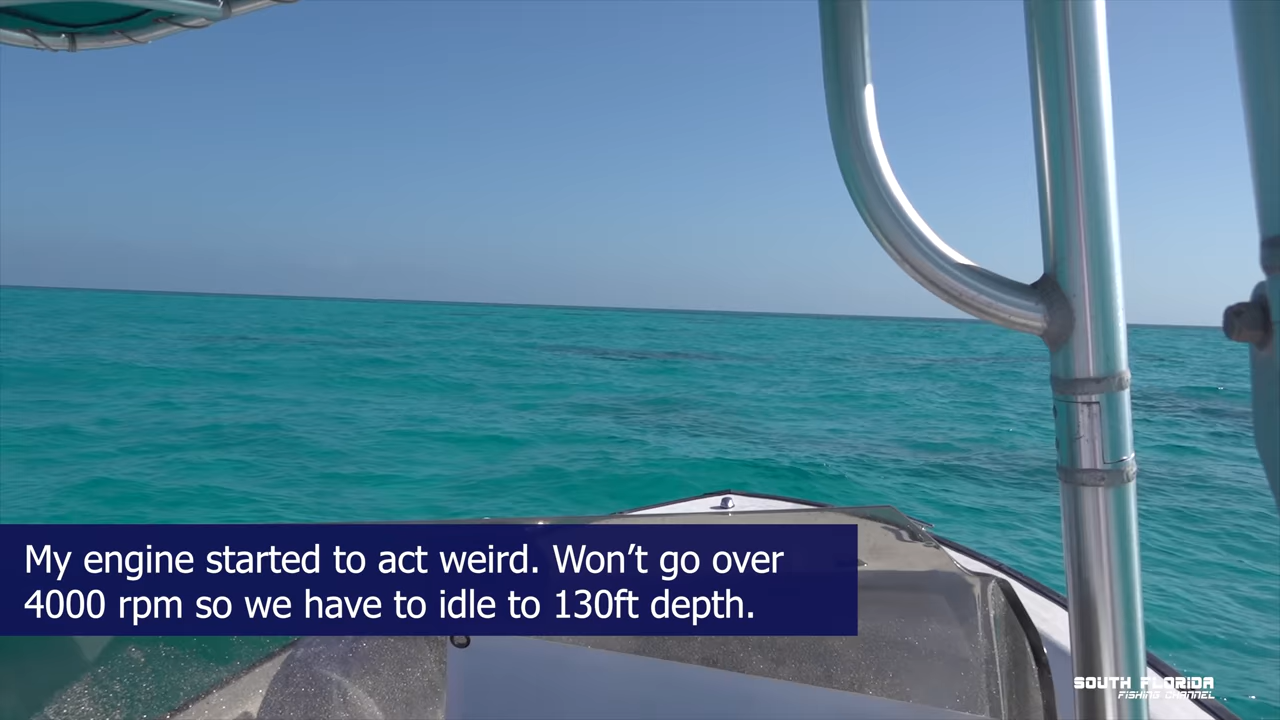 My engine started to act weird. Won’t go over
4000 rpm so we have to idle to 130ft depth.
SOUTH FLORIDA
FISHING CHANNEL